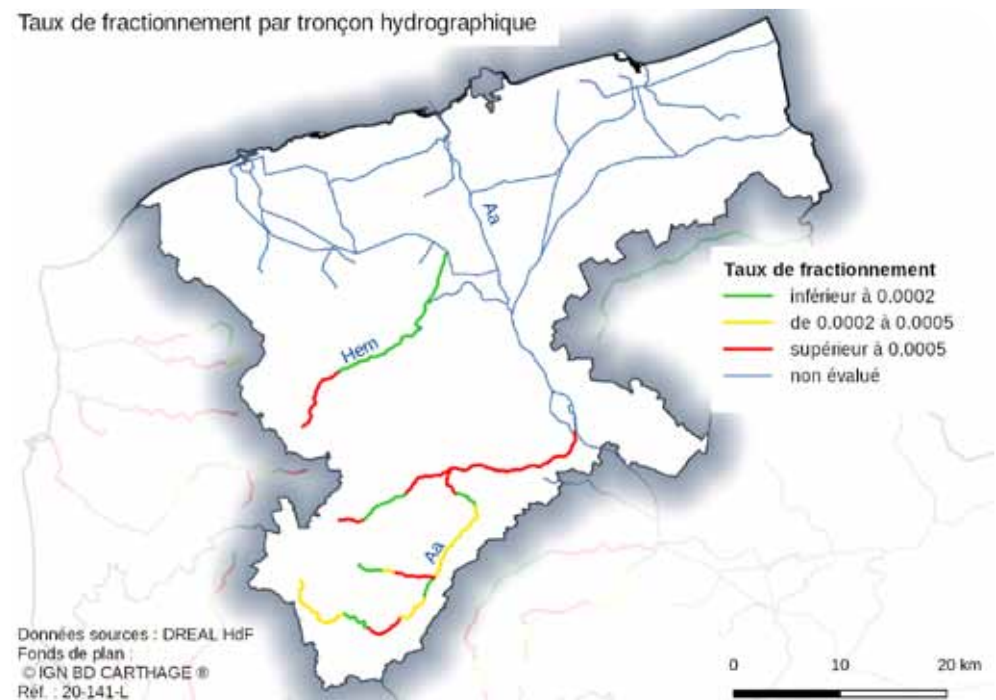 Taux de fractionnement par tronçon hydrographique
Aa
Hem
Aa
Taux de fractionnement
inférieur à 0.0002
de 0.0002 à 0.0005
supérieur à 0.0005
non évalué
Données sources : DREAL HdF
Fonds de plan :
© IGN BD CARTHAGE ®
Réf. : 20-141-L
0 10 20 km